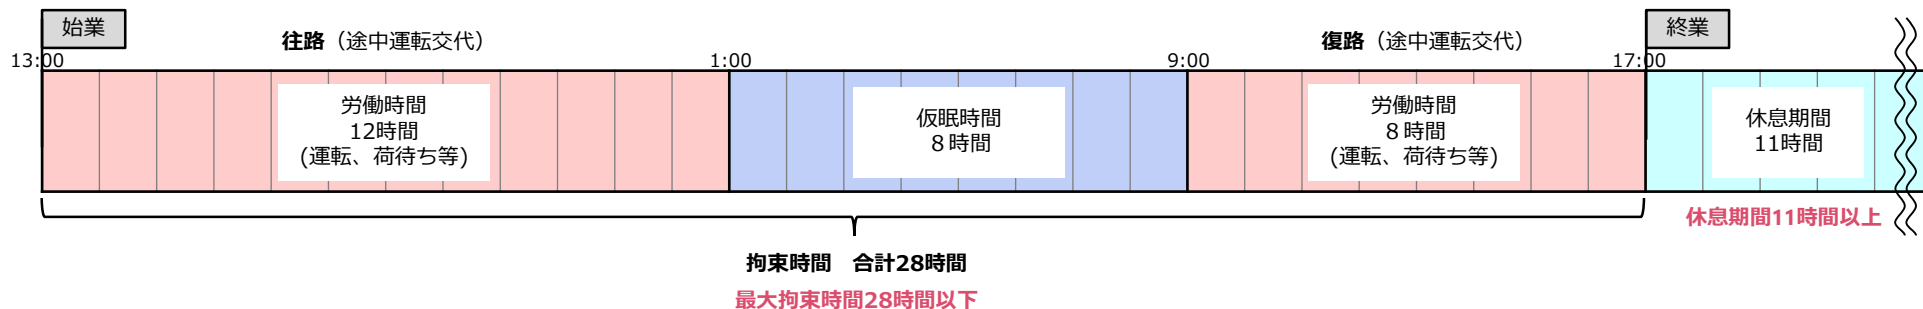 始業
終業
往路（途中運転交代）
復路（途中運転交代）
13:00
1:00
9:00
17:00
労働時間
12時間
(運転、荷待ち等)
仮眠時間
８時間
労働時間
８時間
(運転、荷待ち等)
休息期間
11時間
休息期間11時間以上
拘束時間　合計28時間
最大拘束時間28時間以下